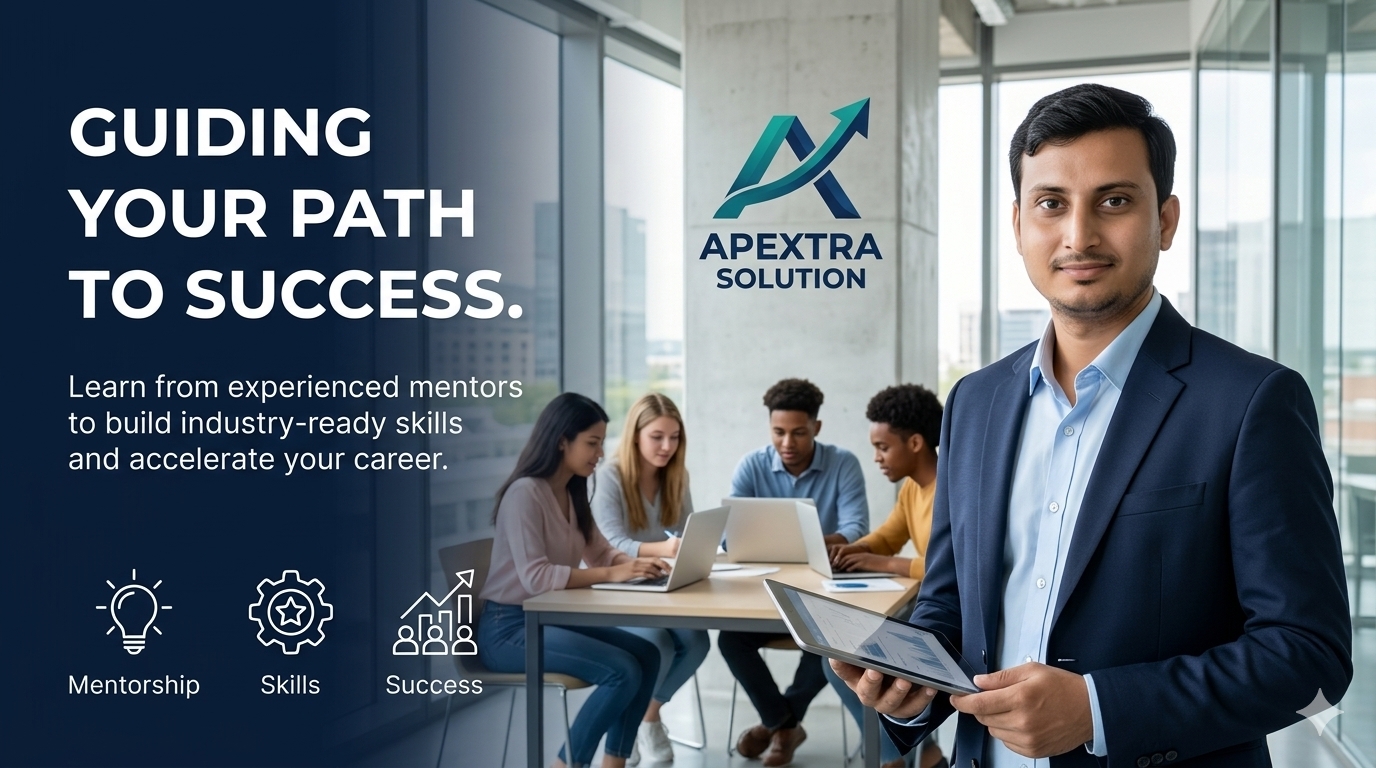 GUIDING
YOUR PATH
TO SUCCESS.
Learn from experienced mentors
to build industry-ready skills
and accelerate your career.
Mentorship
Skills
Success
APEXTRA
SOLUTION